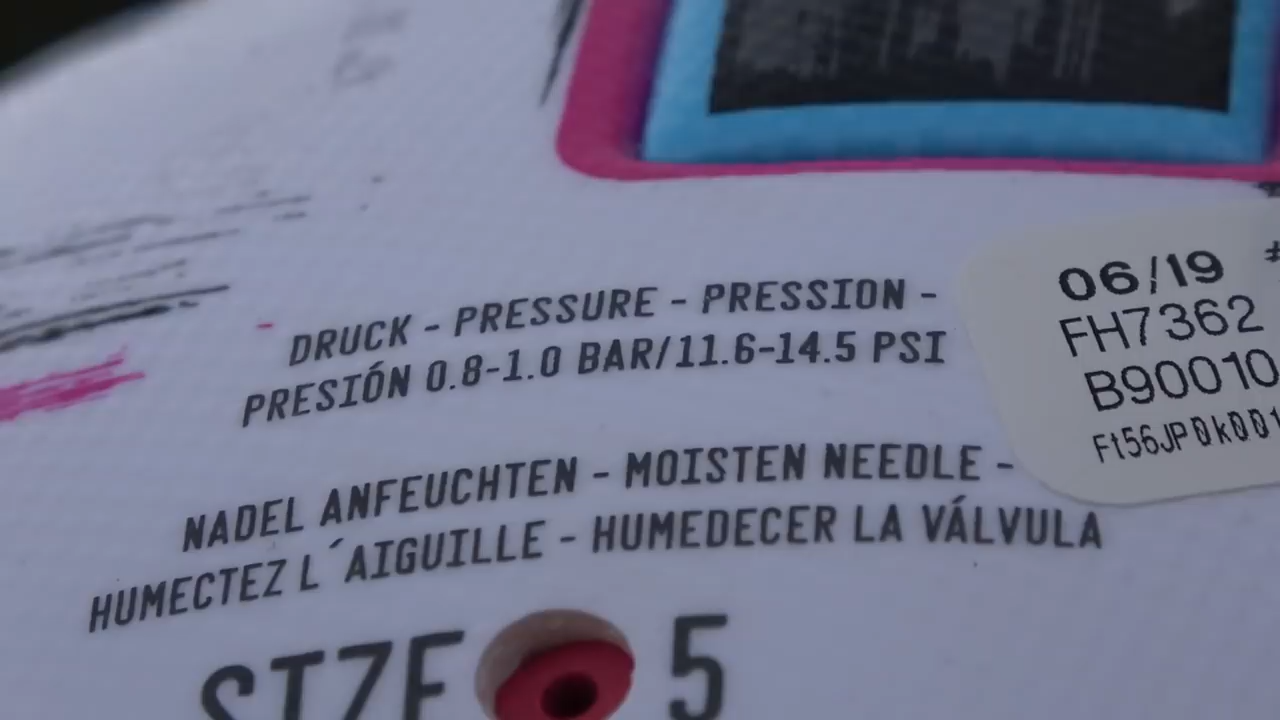 DRUCK - PRESSURE - PRESSION -
PRESIÓN 0.8-1.0 BAR/11.6-14.5 PSI
NADEL ANFEUCHTEN - MOISTEN NEEDLE -
HUMECTEZ L´AIGUILLE - HUMEDECER LA VÁLVULA
SIZE 5
06/19
FH7362
B90010
Ft56JP0k001